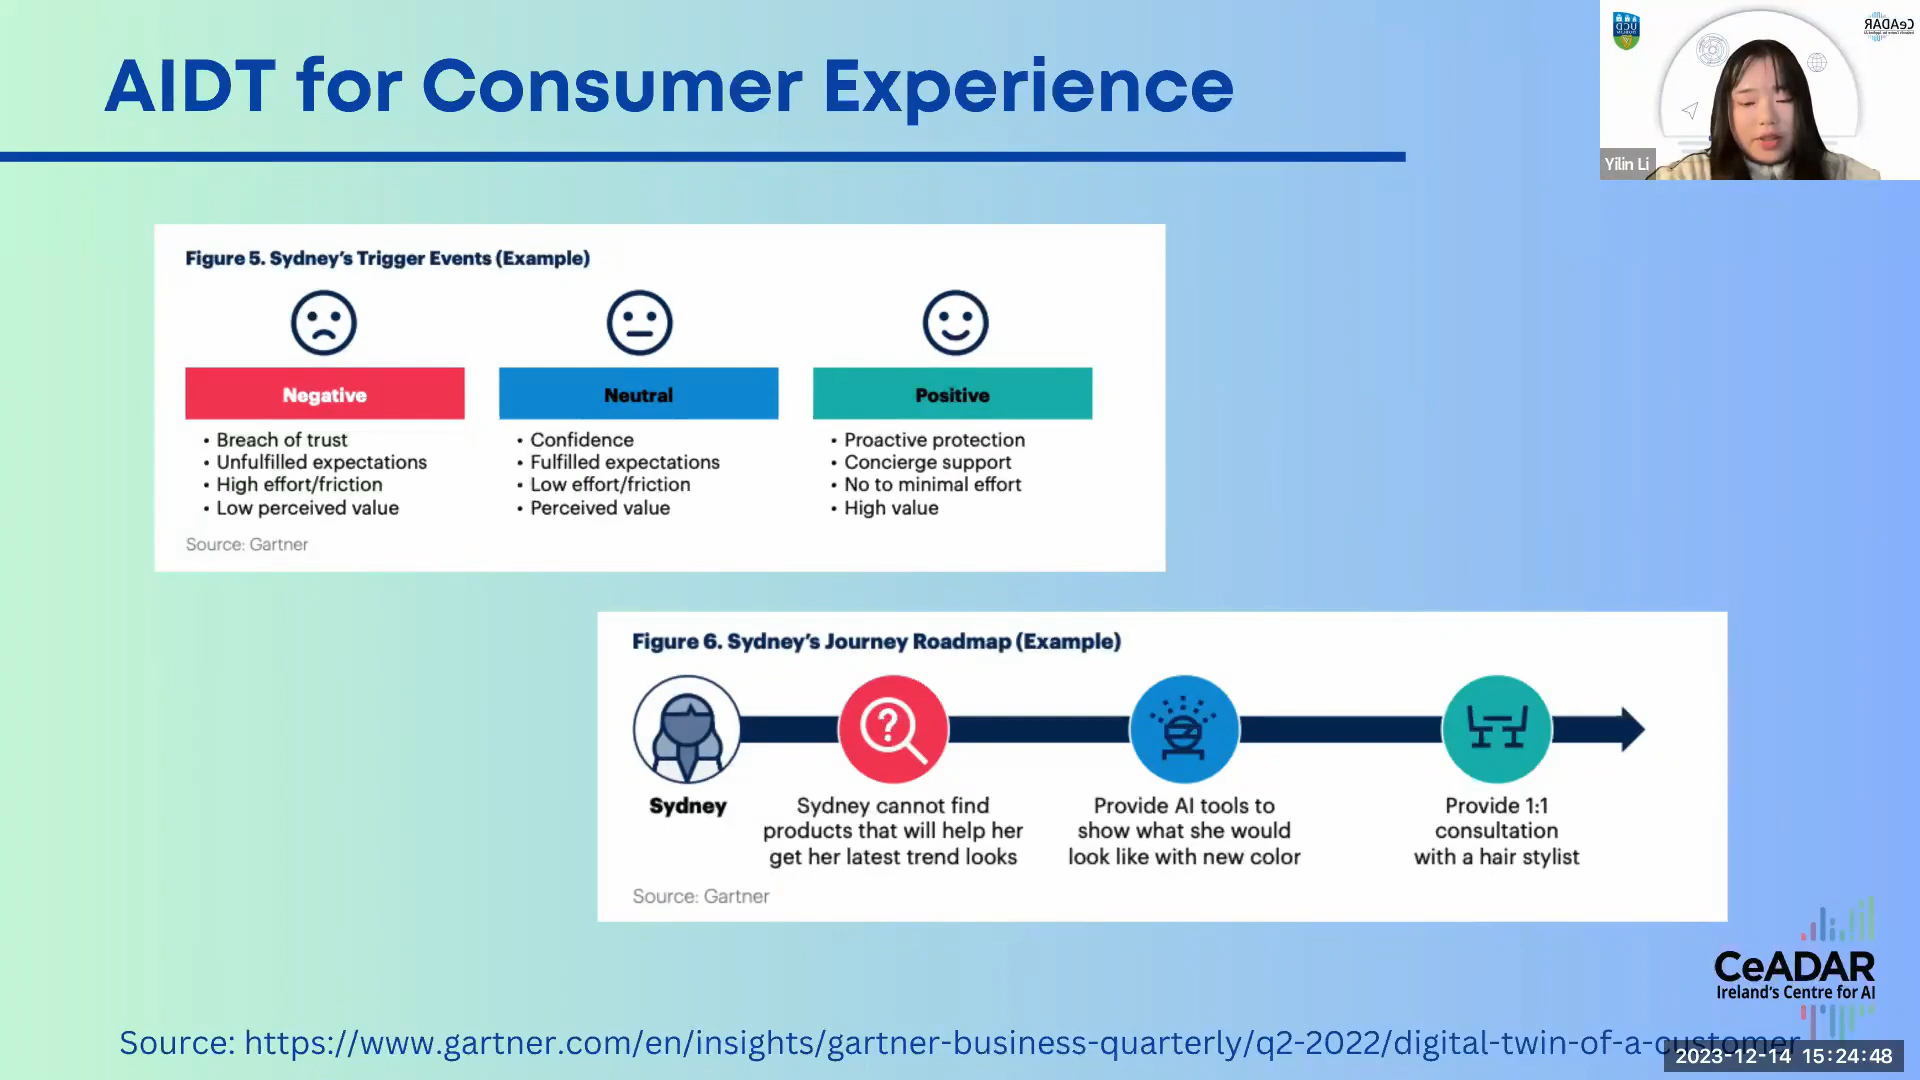 AIDT for Consumer Experience
Yilin Li
UCD
DUBLIN
CeADAR
Figure 5. Sydney's Trigger Events (Example)
Negative
• Breach of trust
• Unfulfilled expectations
• High effort/friction
• Low perceived value
Neutral
• Confidence
• Fulfilled expectations
• Low effort/friction
• Perceived value
Positive
• Proactive protection
• Concierge support
• No to minimal effort
• High value
Source: Gartner
Figure 6. Sydney's Journey Roadmap (Example)
?
Sydney
Sydney cannot find
products that will help her
get her latest trend looks
Provide AI tools to
show what she would
look like with new color
Provide 1:1
consultation
with a hair stylist
Source: Gartner
CeADAR
Ireland's Centre for AI
Source: https://www.gartner.com/en/insights/gartner-business-quarterly/q2-2022/digital-twin-of-a-customer
2023-12-14 15:24:48